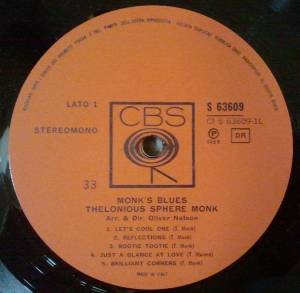 LATO 1
STEREOMONO
CBS
S 63609
P
1968
DR
33
MONK'S BLUES
THELONIOUS SPHERE MONK
Arr. & Dir. Oliver Nelson
1. LET'S COOL ONE (T. Monk)
2. REFLECTIONS (T. Monk)
3. ROOTIE TOOTIE (T. Monk)
4. JUST A GLANCE AT LOVE (T. Macero)
5. BRILLIANT CORNERS (T. Monk)
MADE IN ITALY